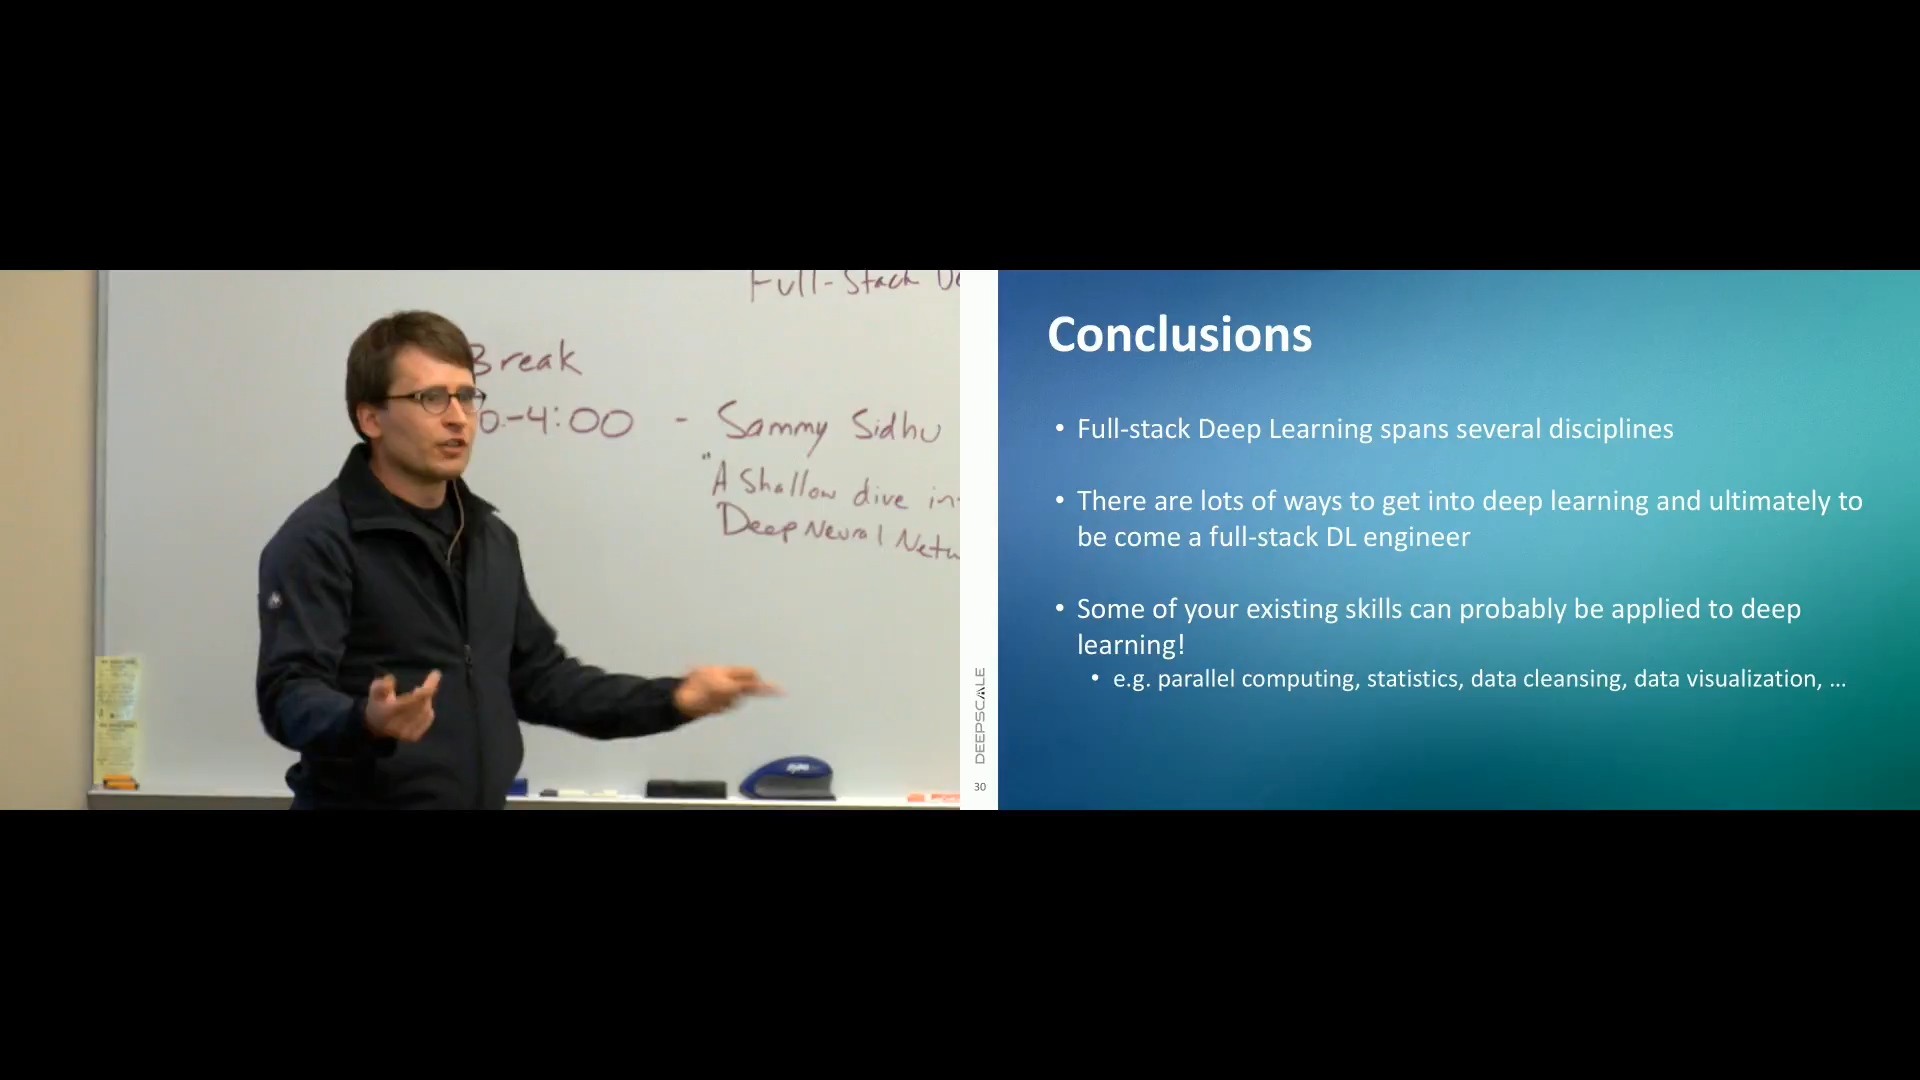 Full-Stack
Break
0-4:00 - Sammy Sidhu
"A Shallow dive in
Deep Neural
Conclusions
• Full-stack Deep Learning spans several disciplines
• There are lots of ways to get into deep learning and ultimately to
be come a full-stack DL engineer
• Some of your existing skills can probably be applied to deep
learning!
• e.g. parallel computing, statistics, data cleansing, data visualization, ...
DEEPSCALE
30